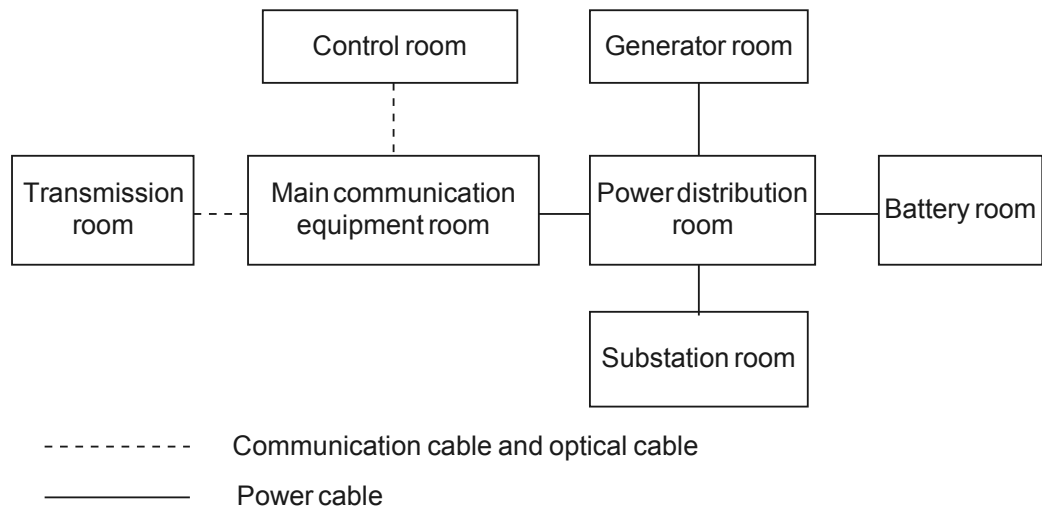 Control room
Generator room
Transmission
room
Main communication
equipment room
Power distribution
room
Battery room
Substation room
Communication cable and optical cable
Power cable